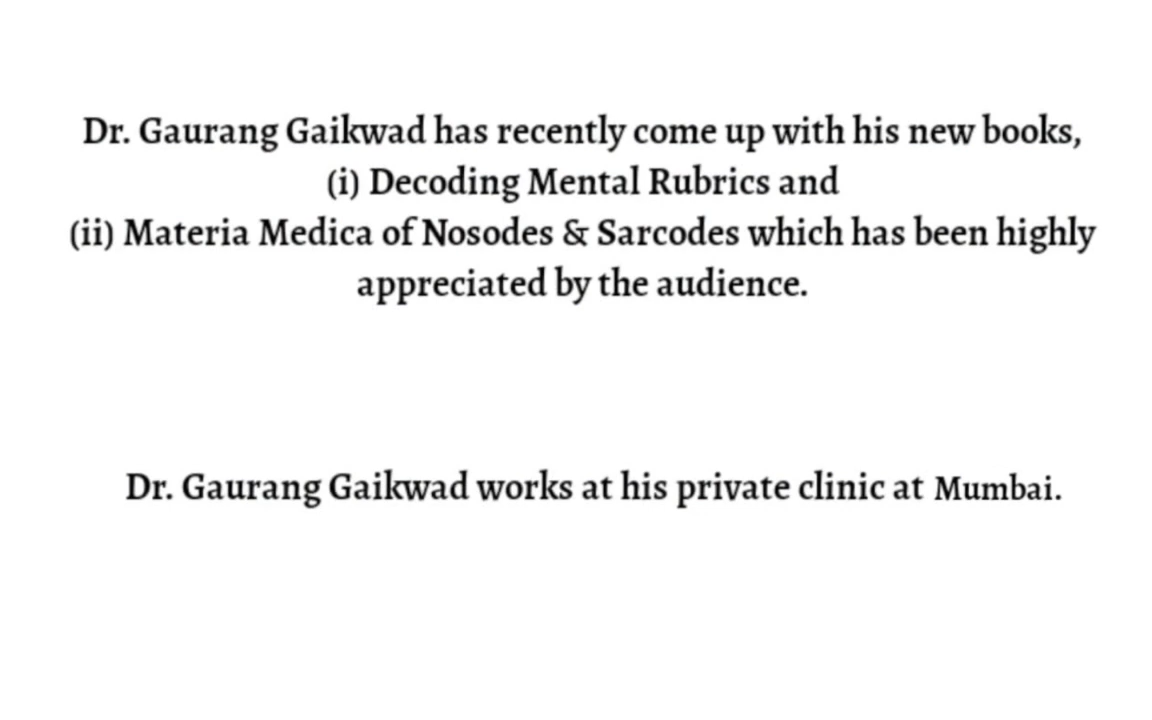 Dr. Gaurang Gaikwad has recently come up with his new books,
(i) Decoding Mental Rubrics and
(ii) Materia Medica of Nosodes & Sarcodes which has been highly
appreciated by the audience.
Dr. Gaurang Gaikwad works at his private clinic at Mumbai.